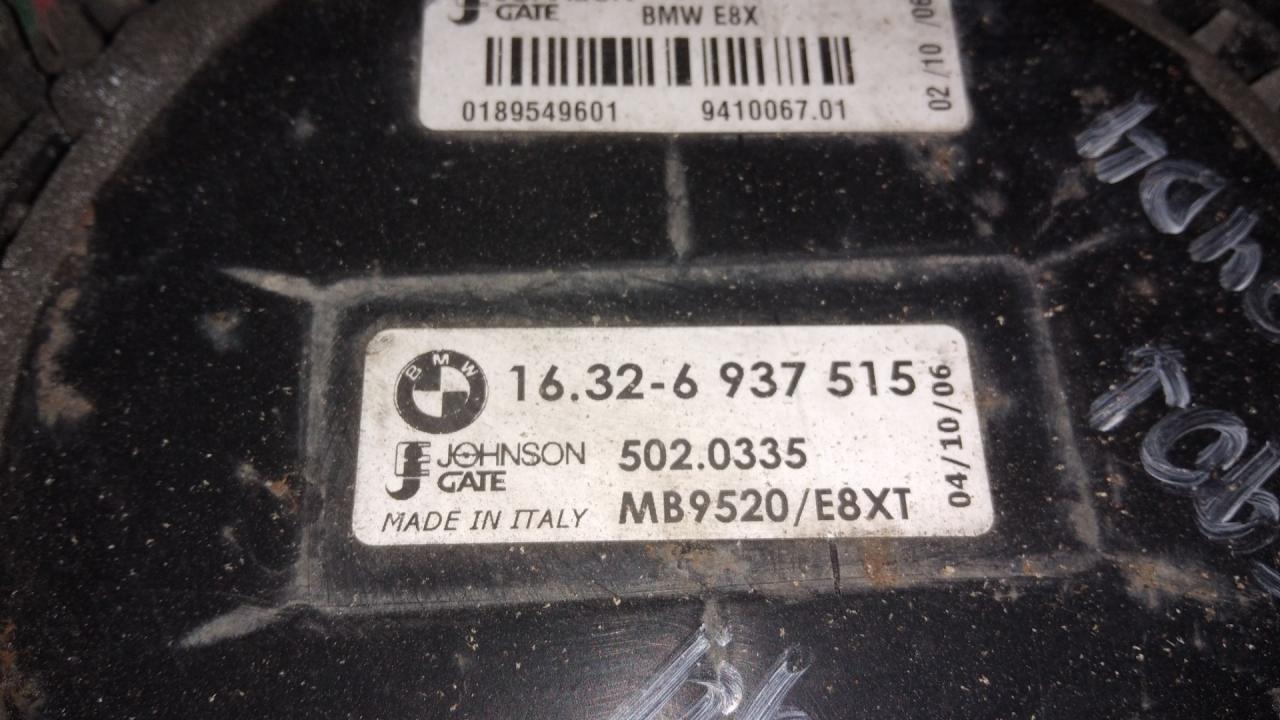 GATE BMW E8X
02/10/06
0189549601 9410067.01
BMW
16.32-6 937 515
JOHNSON GATE 502.0335
MADE IN ITALY MB9520/E8XT
04/10/06